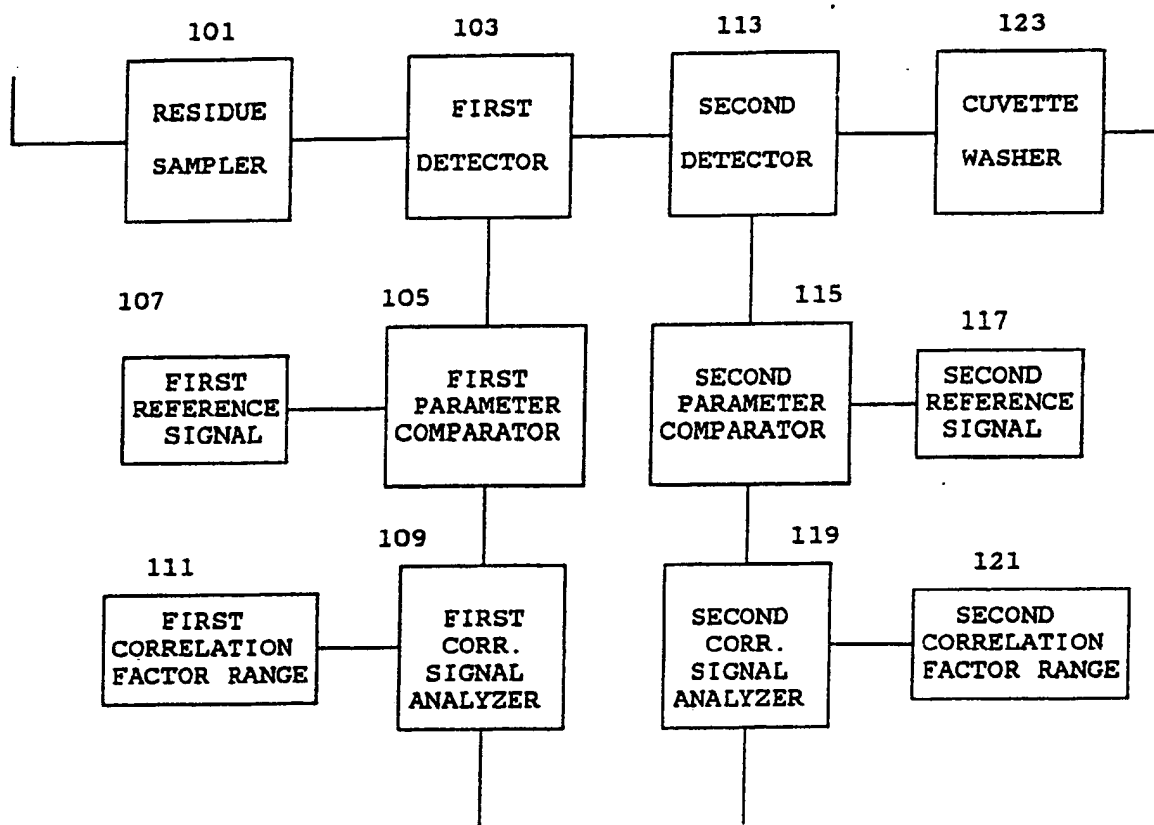 101
103
113
123
RESIDUE
SAMPLER
FIRST
DETECTOR
SECOND
DETECTOR
CUVETTE
WASHER
107
105
115
117
FIRST
REFERENCE
SIGNAL
FIRST
PARAMETER
COMPARATOR
SECOND
PARAMETER
COMPARATOR
SECOND
REFERENCE
SIGNAL
111
109
119
121
FIRST
CORRELATION
FACTOR RANGE
FIRST
CORR.
SIGNAL
ANALYZER
SECOND
CORR.
SIGNAL
ANALYZER
SECOND
CORRELATION
FACTOR RANGE